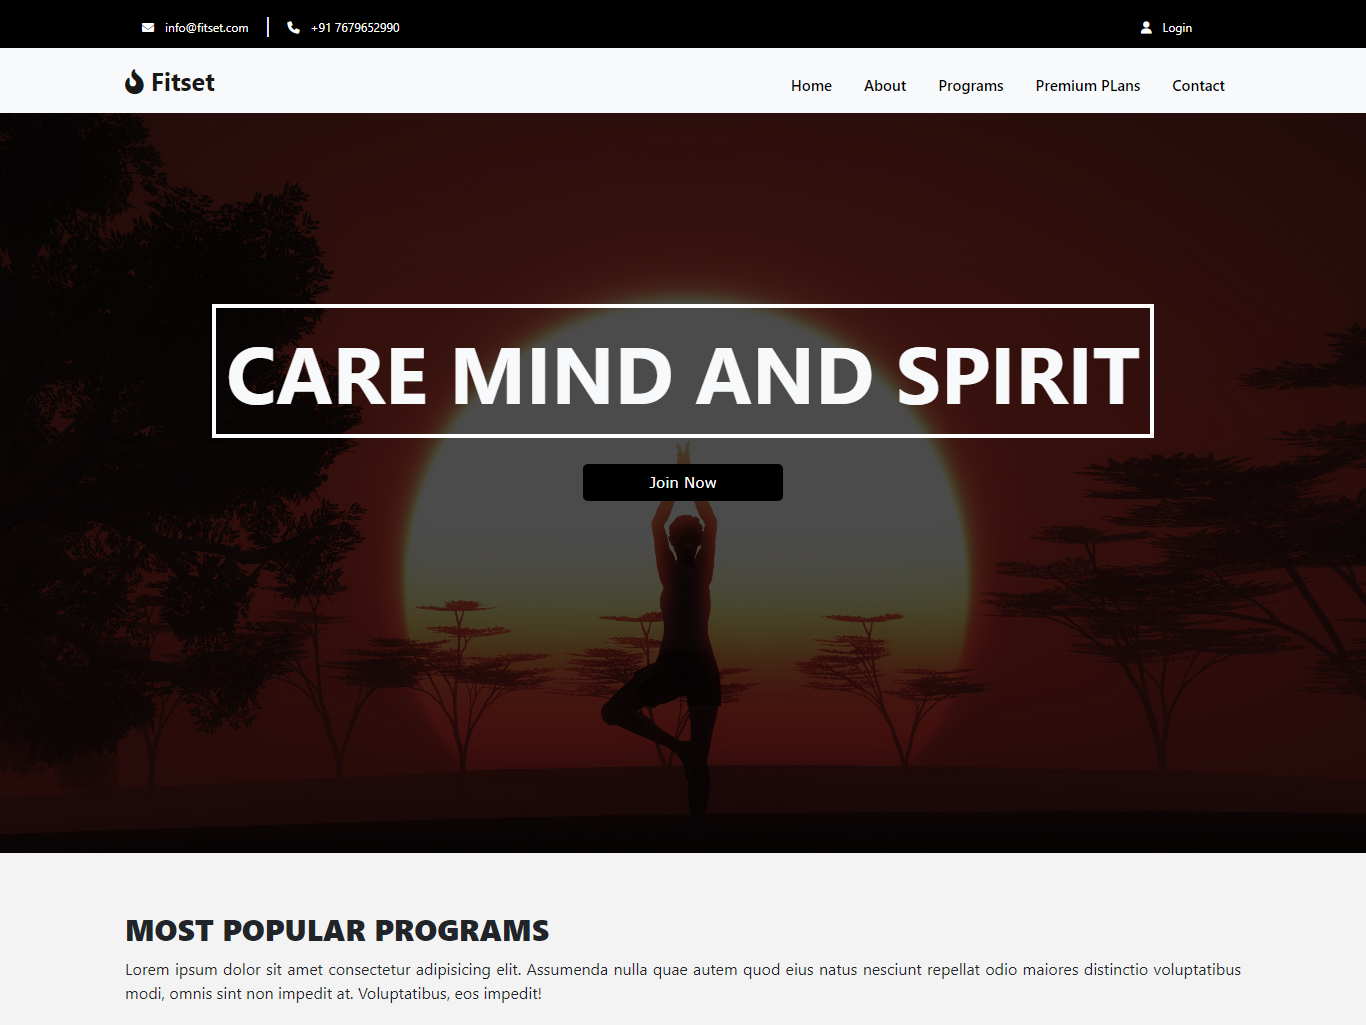 info@fitset.com | +91 7679652990 Login
Fitset Home About Programs Premium PLans Contact
CARE MIND AND SPIRIT
Join Now
MOST POPULAR PROGRAMS
Lorem ipsum dolor sit amet consectetur adipisicing elit. Assumenda nulla quae autem quod eius natus nesciunt repellat odio maiores distinctio voluptatibus
modi, omnis sint non impedit at. Voluptatibus, eos impedit!